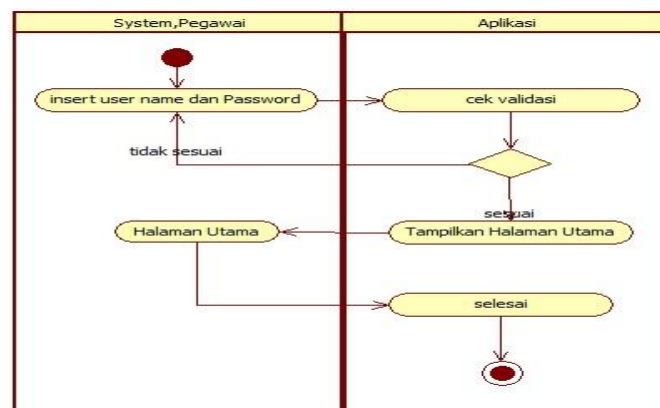 System,Pegawai
Aplikasi
insert user name dan Password
cek validasi
tidak sesuai
sesuai
Halaman Utama
Tampilkan Halaman Utama
selesai